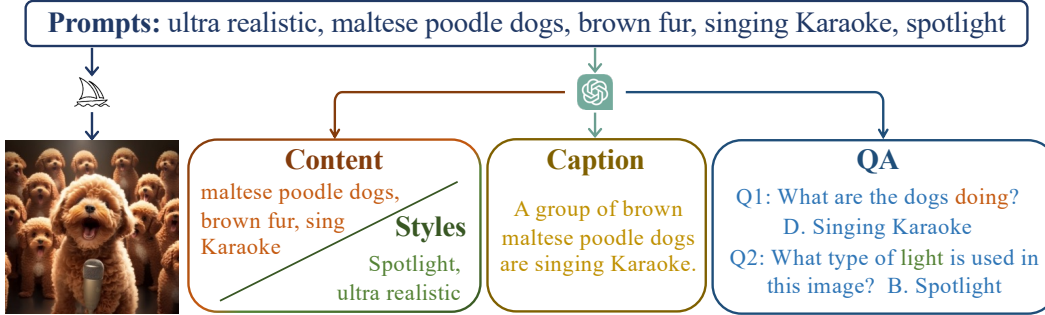 Prompts: ultra realistic, maltese poodle dogs, brown fur, singing Karaoke, spotlight
Content
maltese poodle dogs,
brown fur, sing
Karaoke
Styles
Spotlight,
ultra realistic
Caption
A group of brown
maltese poodle dogs
are singing Karaoke.
QA
Q1: What are the dogs doing?
D. Singing Karaoke
Q2: What type of light is used in
this image? B. Spotlight